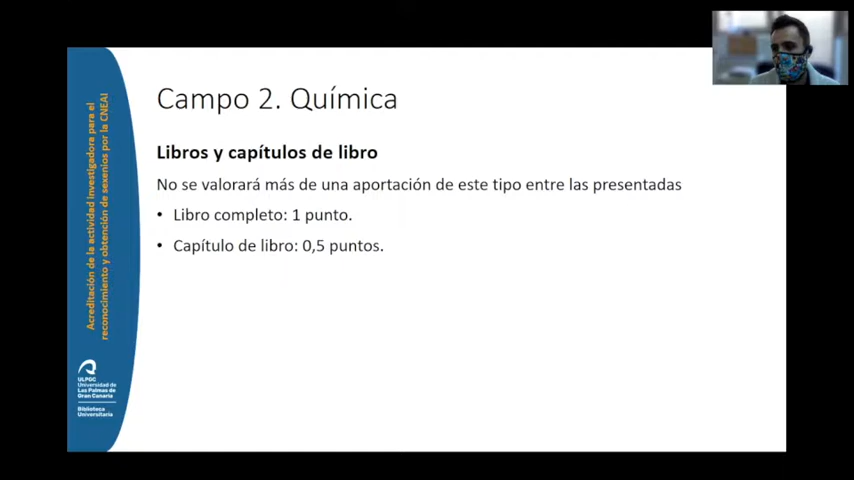 Campo 2. Química
Libros y capítulos de libro
No se valorará más de una aportación de este tipo entre las presentadas
• Libro completo: 1 punto.
• Capítulo de libro: 0,5 puntos.
Acreditación de la actividad investigadora para el
reconocimiento y obtención de sexenios por la CNEAI
ULPGC
Universidad de
Las Palmas de
Gran Canaria
Biblioteca
Universitaria